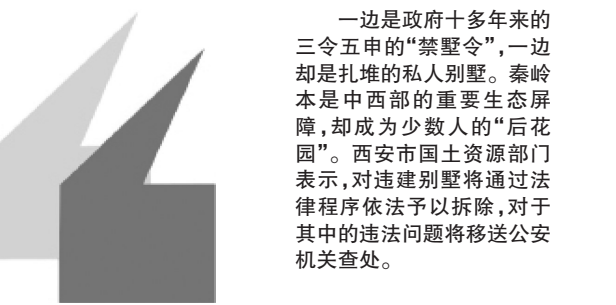 一边是政府十多年来的
三令五申的“禁墅令”,一边
却是扎堆的私人别墅。秦岭
本是中西部的重要生态屏
障,却成为少数人的“后花
园”。西安市国土资源部门
表示,对违建别墅将通过法
律程序依法予以拆除,对于
其中的违法问题将移送公安
机关查处。